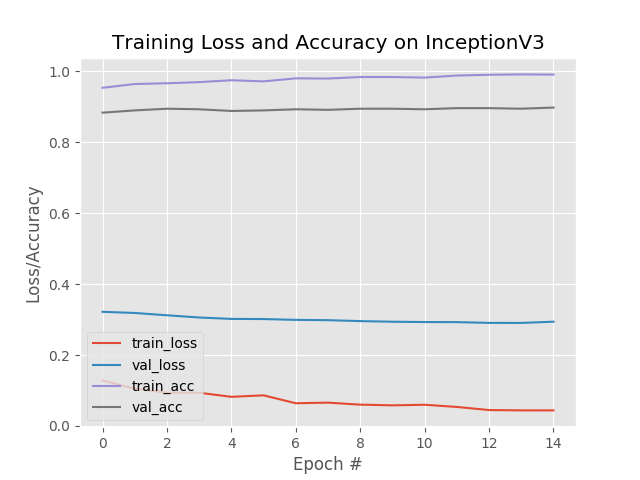 Training Loss and Accuracy on InceptionV3
1.0
0.8
0.6
0.4
0.2
0.0
Loss/Accuracy
train_loss
val_loss
train_acc
val_acc
0 2 4 6 8 10 12 14
Epoch #